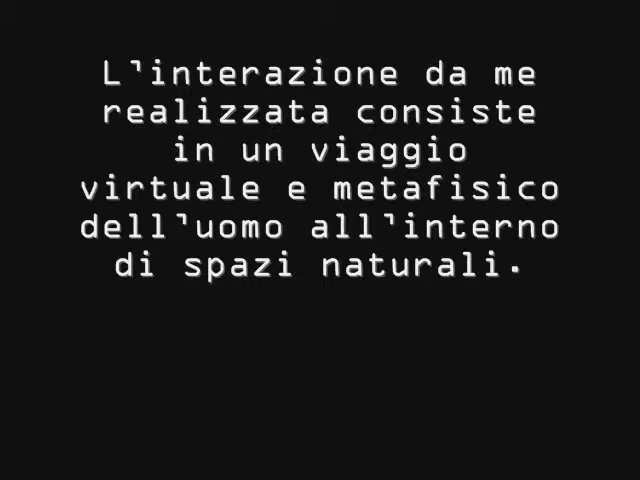 L'interazione da me
realizzata consiste
in un viaggio
virtuale e metafisico
dell'uomo all'interno
di spazi naturali.